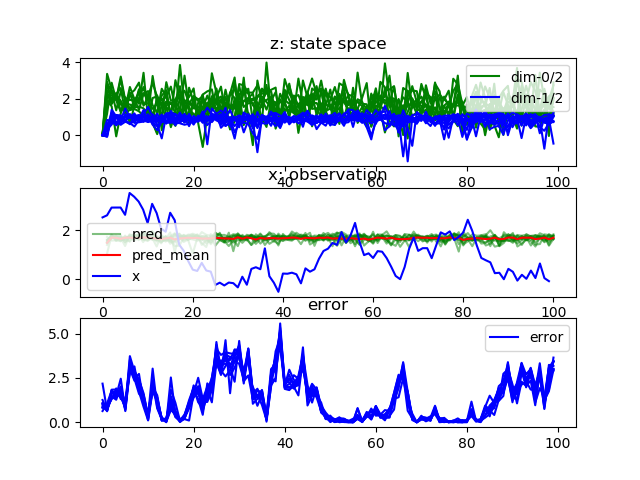 z: state space
4
2
0
dim-0/2
dim-1/2
0 20 40 60 80 100
x: observation
2
0
pred
pred_mean
x
0 20 40 60 80 100
error
5.0
2.5
0.0
error
0 20 40 60 80 100